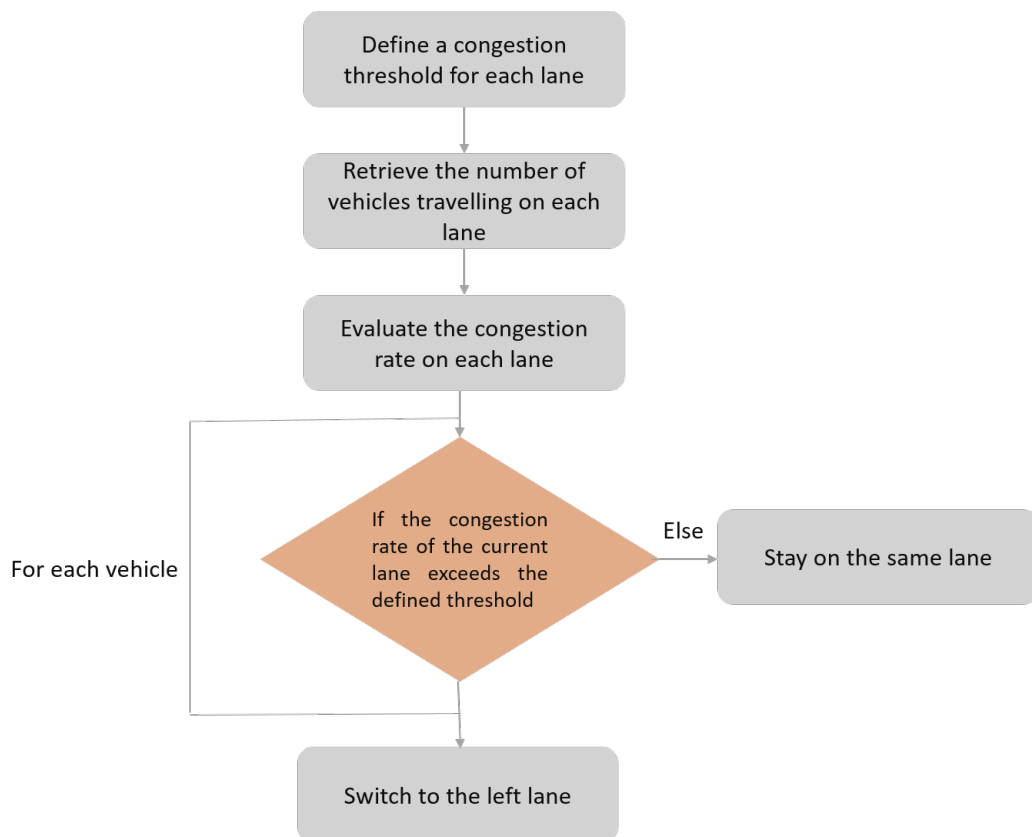 Define a congestion
threshold for each lane
Retrieve the number of
vehicles travelling on each
lane
Evaluate the congestion
rate on each lane
If the congestion
rate of the current
lane exceeds the
defined threshold
Else
Stay on the same lane
For each vehicle
Switch to the left lane